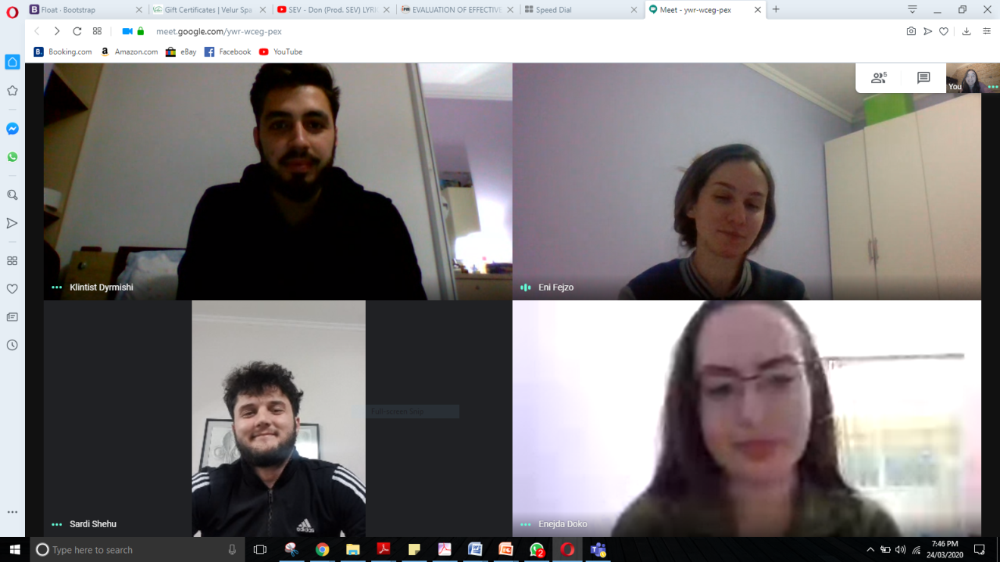 Float · Bootstrap
Gift Certificates | Velur Spa
SEV - Don (Prod. SEV) LYRI
EVALUATION OF EFFECTIVE
Speed Dial
Meet - ywr-wceg-pex
meet.google.com/ywr-wceg-pex
Booking.com
a Amazon.com
eBay
Facebook
YouTube
5
You
Klintist Dyrmishi
Eni Fejzo
Full-screen Snip
adidas
Sardi Shehu
Enejda Doko
Type here to search
2
7:46 PM
24/03/2020